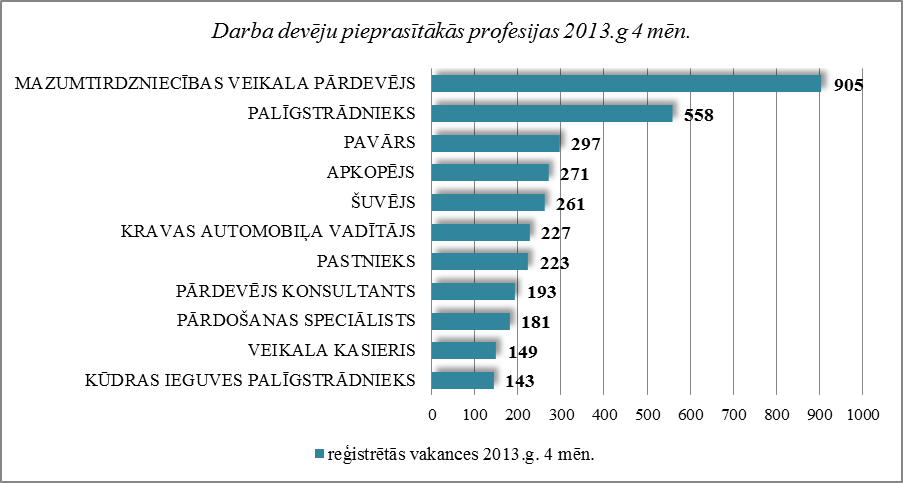 Darba devēju pieprasītākās profesijas 2013.g 4 mēn.
MAZUMTIRDZNIECĪBAS VEIKALA PĀRDEVĒJS 905
PALĪGSTRĀDNIEKS 558
PAVĀRS 297
APKOPĒJS 271
ŠUVĒJS 261
KRAVAS AUTOMOBIĻA VADĪTĀJS 227
PASTNIEKS 223
PĀRDEVĒJS KONSULTANTS 193
PĀRDOŠANAS SPECIĀLISTS 181
VEIKALA KASIERIS 149
KŪDRAS IEGUVES PALĪGSTRĀDNIEKS 143
0 100 200 300 400 500 600 700 800 900 1000
reģistrētās vakances 2013.g. 4 mēn.